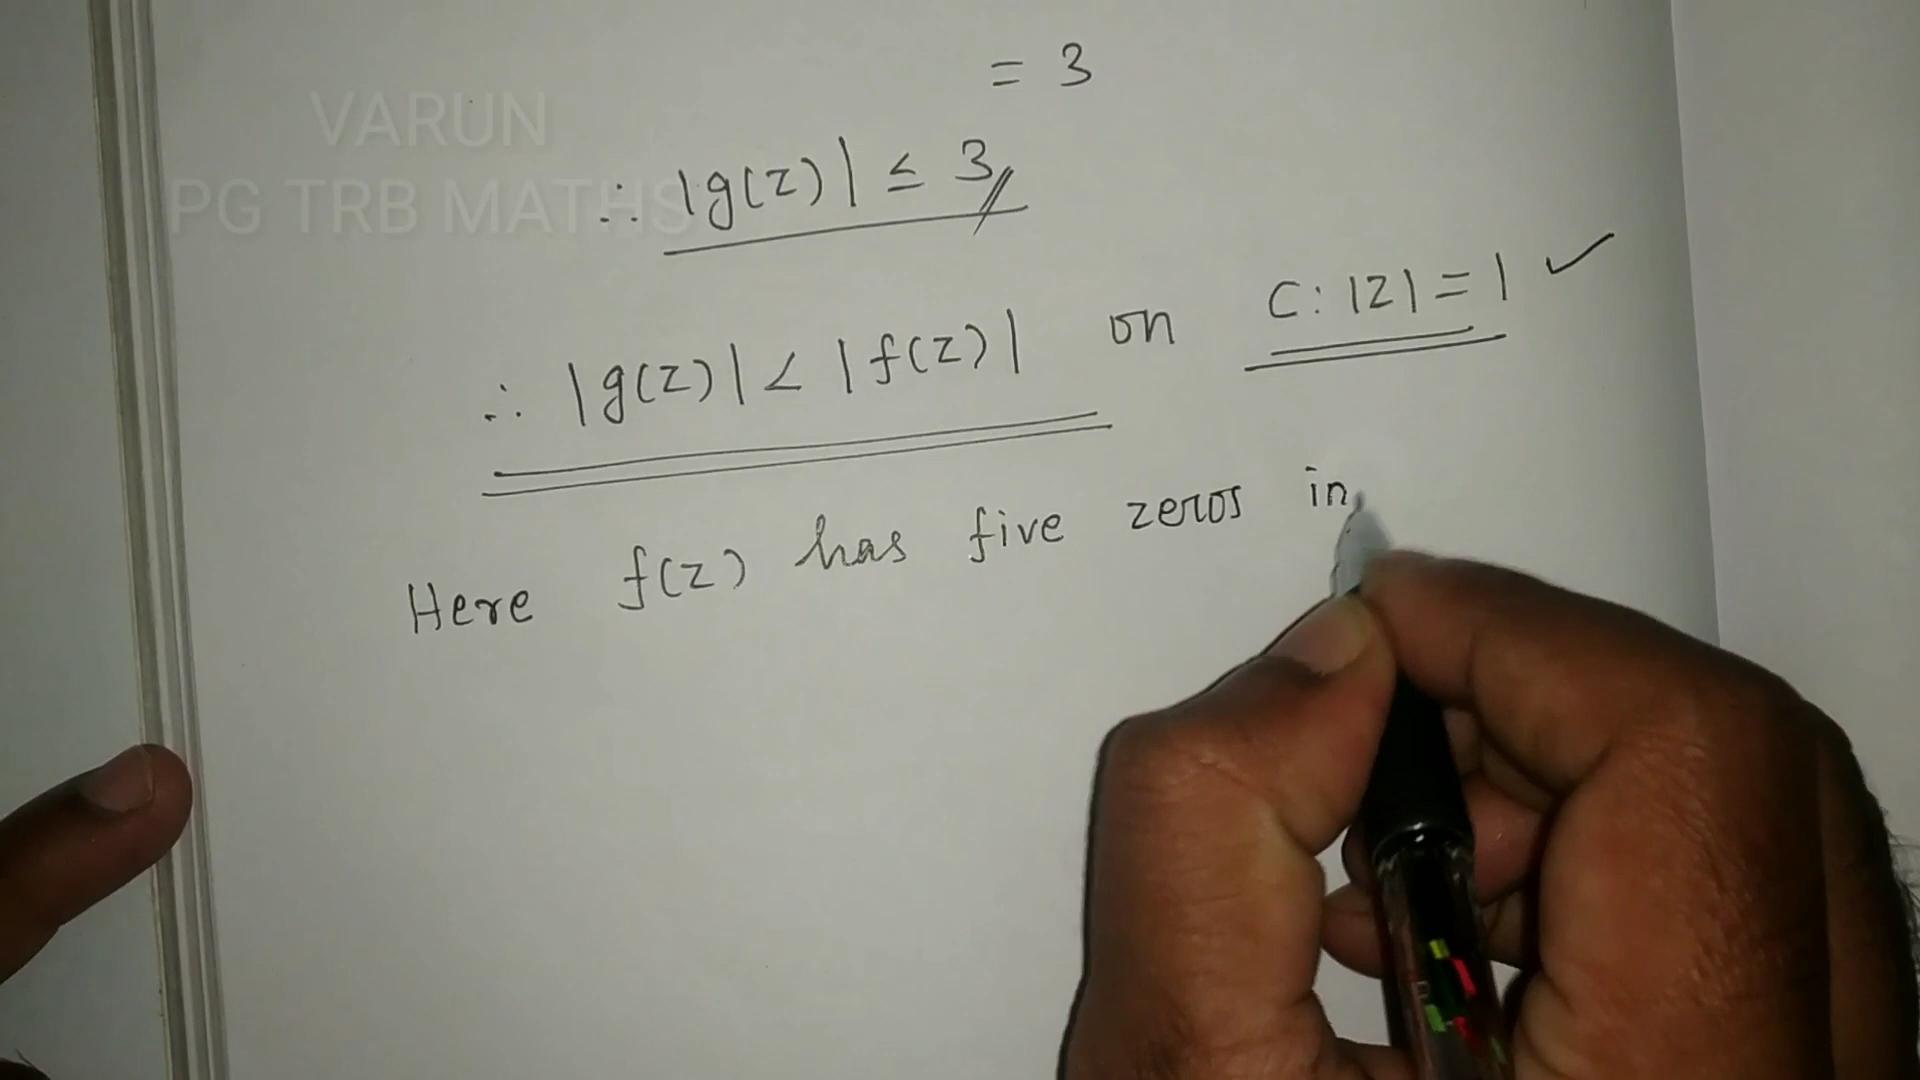 = 3
VARUN
PG TRB MATHS
∴ |g(z)| ≤ 3
∴ |g(z)| < |f(z)| on C: |z| = 1 ✓
Here f(z) has five zeros in